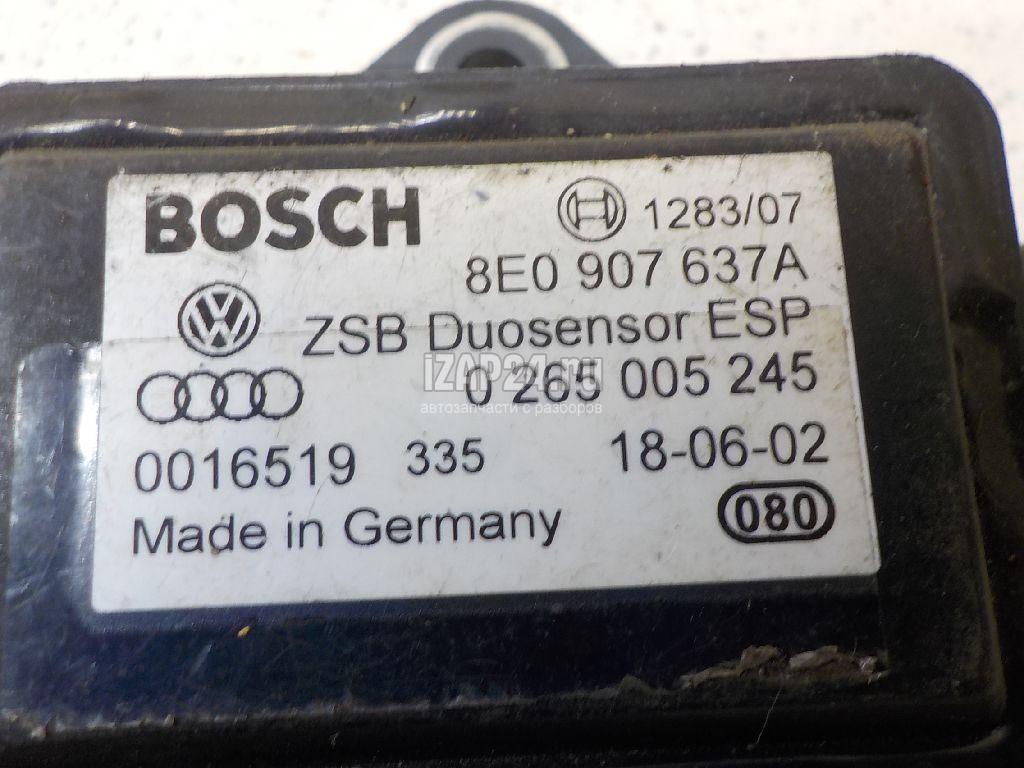 BOSCH 1283/07
8E0 907 637A
ZSB Duosensor ESP
iZAP24.ru
0 265 005 245
автозапчасти с разборов
0016519 335 18-06-02
Made in Germany 080